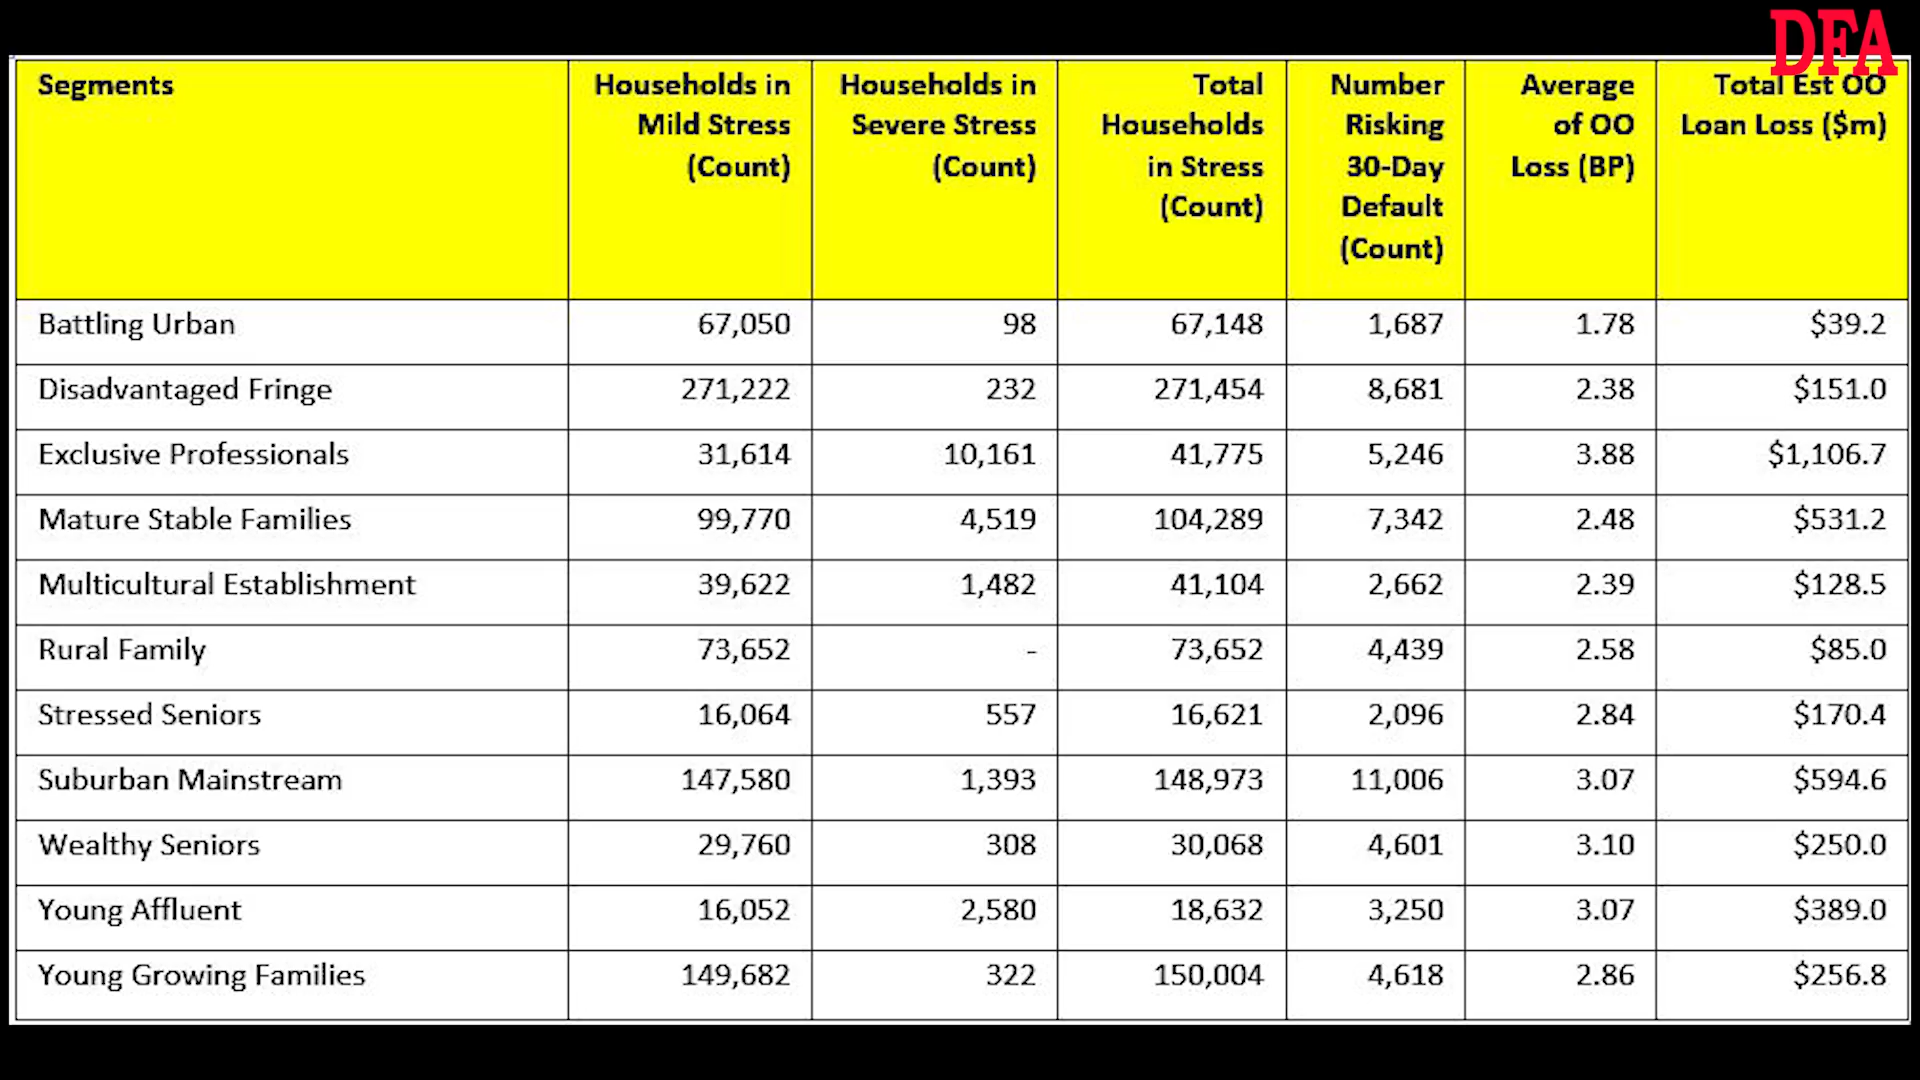 DFA
Segments Households in Households in Total Number Average Total Est OO
Mild Stress Severe Stress Households Risking of OO Loan Loss ($m)
(Count) (Count) in Stress 30-Day Loss (BP)
(Count) Default
(Count)
Battling Urban 67,050 98 67,148 1,687 1.78 $39.2
Disadvantaged Fringe 271,222 232 271,454 8,681 2.38 $151.0
Exclusive Professionals 31,614 10,161 41,775 5,246 3.88 $1,106.7
Mature Stable Families 99,770 4,519 104,289 7,342 2.48 $531.2
Multicultural Establishment 39,622 1,482 41,104 2,662 2.39 $128.5
Rural Family 73,652 - 73,652 4,439 2.58 $85.0
Stressed Seniors 16,064 557 16,621 2,096 2.84 $170.4
Suburban Mainstream 147,580 1,393 148,973 11,006 3.07 $594.6
Wealthy Seniors 29,760 308 30,068 4,601 3.10 $250.0
Young Affluent 16,052 2,580 18,632 3,250 3.07 $389.0
Young Growing Families 149,682 322 150,004 4,618 2.86 $256.8